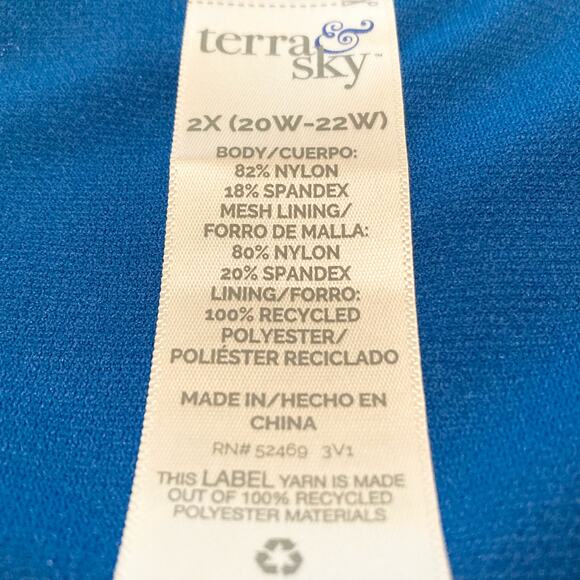 terra & sky™
2X (20W-22W)
BODY/CUERPO:
82% NYLON
18% SPANDEX
MESH LINING/
FORRO DE MALLA:
80% NYLON
20% SPANDEX
LINING/FORRO:
100% RECYCLED
POLYESTER/
POLIÉSTER RECICLADO
MADE IN/HECHO EN
CHINA
RN# 52469 3V1
THIS LABEL YARN IS MADE
OUT OF 100% RECYCLED
POLYESTER MATERIALS